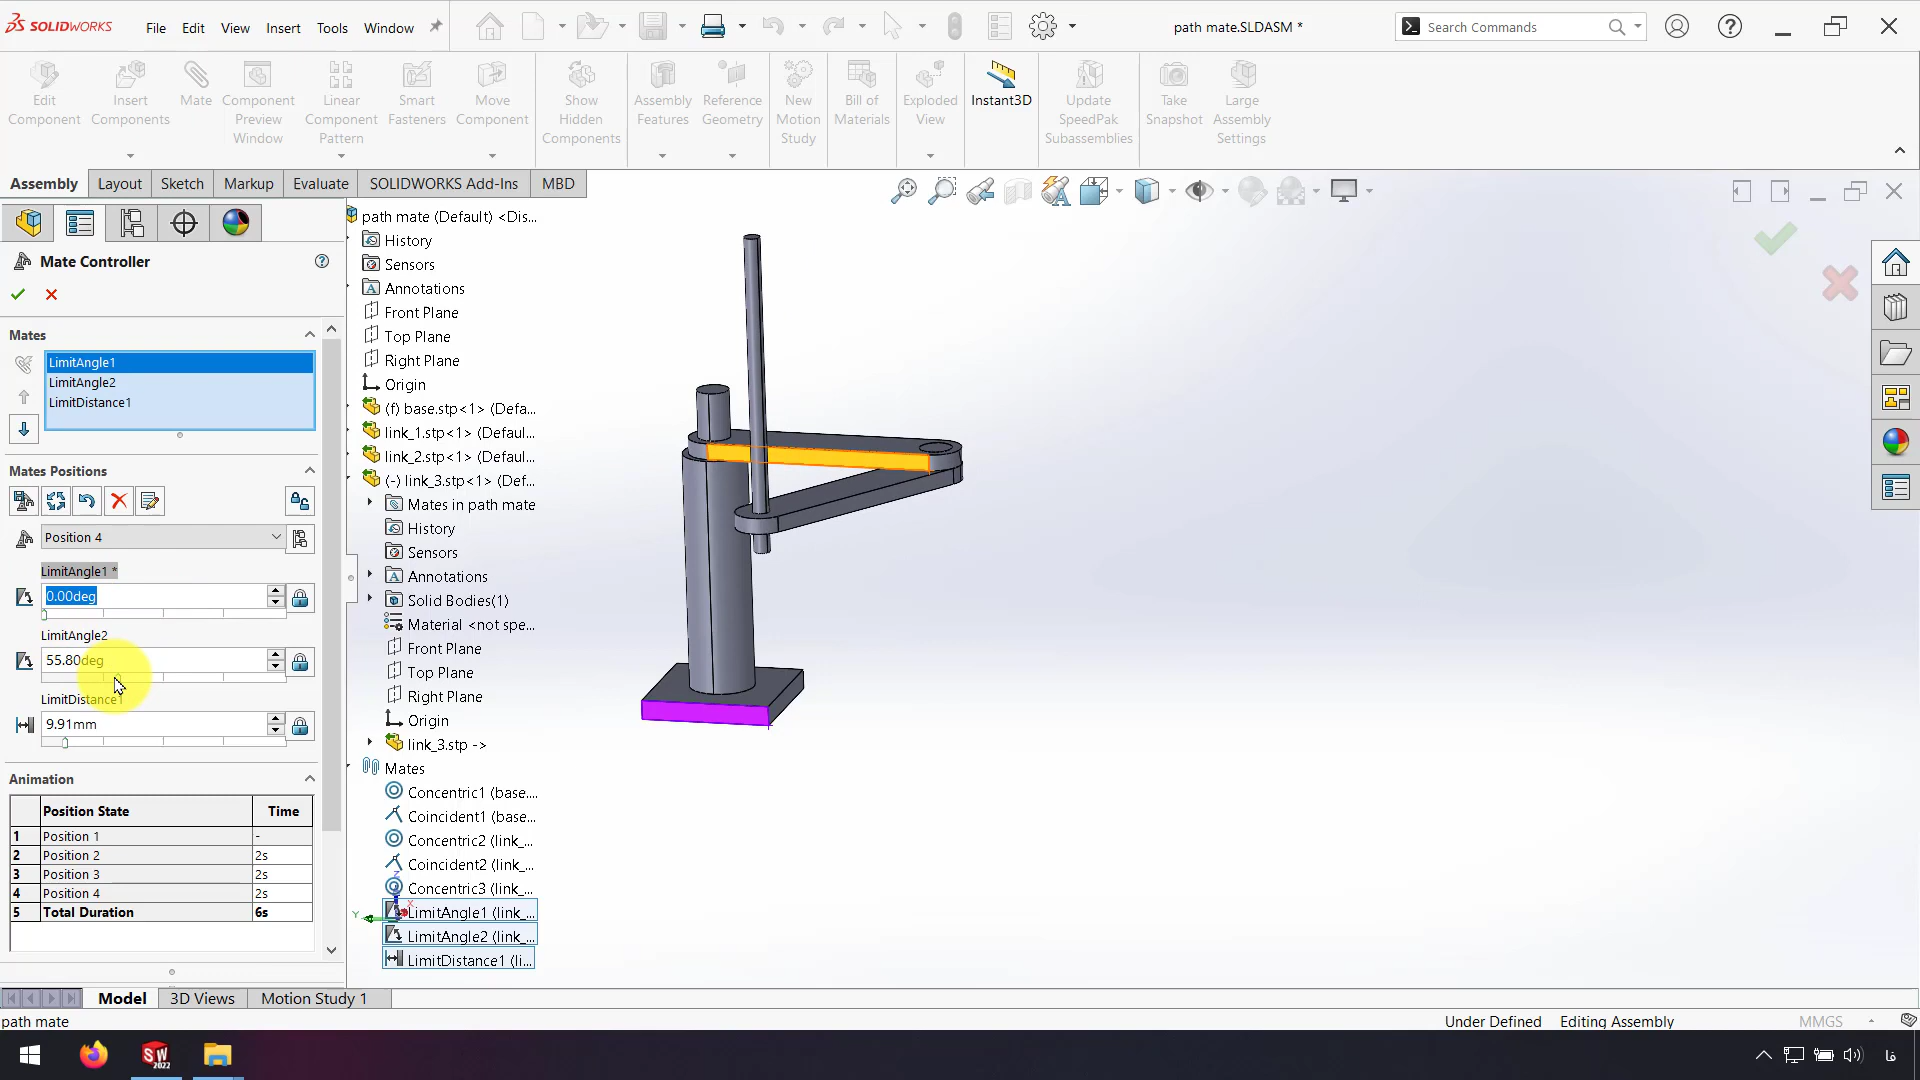 SOLIDWORKS
File Edit View Insert Tools Window
path mate.SLDASM *
Search Commands
Edit Component
Insert Components
Mate
Component Preview Window
Linear Component Pattern
Smart Fasteners
Move Component
Show Hidden Components
Assembly Features
Reference Geometry
New Motion Study
Bill of Materials
Exploded View
Instant3D
Update SpeedPak Subassemblies
Take Snapshot
Large Assembly Settings
Assembly Layout Sketch Markup Evaluate SOLIDWORKS Add-Ins MBD
Mate Controller
Mates
LimitAngle1
LimitAngle2
LimitDistance1
Mates Positions
Position 4
LimitAngle1 *
0.00deg
LimitAngle2
55.80deg
LimitDistance1
9.91mm
Animation
Position State Time
1 Position 1 -
2 Position 2 2s
3 Position 3 2s
4 Position 4 2s
5 Total Duration 6s
path mate (Default) <Dis...
History
Sensors
Annotations
Front Plane
Top Plane
Right Plane
Origin
(f) base.stp<1> (Defa...
link_1.stp<1> (Defaul...
link_2.stp<1> (Defaul...
(-) link_3.stp<1> (Def...
Mates in path mate
History
Sensors
Annotations
Solid Bodies(1)
Material <not spe...
Front Plane
Top Plane
Right Plane
Origin
link_3.stp ->
Mates
Concentric1 (base....
Coincident1 (base...
Concentric2 (link_...
Coincident2 (link_...
Concentric3 (link_...
LimitAngle1 (link_...
LimitAngle2 (link_...
LimitDistance1 (li...
Z
X
Y
Model 3D Views Motion Study 1
path mate Under Defined Editing Assembly MMGS
SW 2022
فا